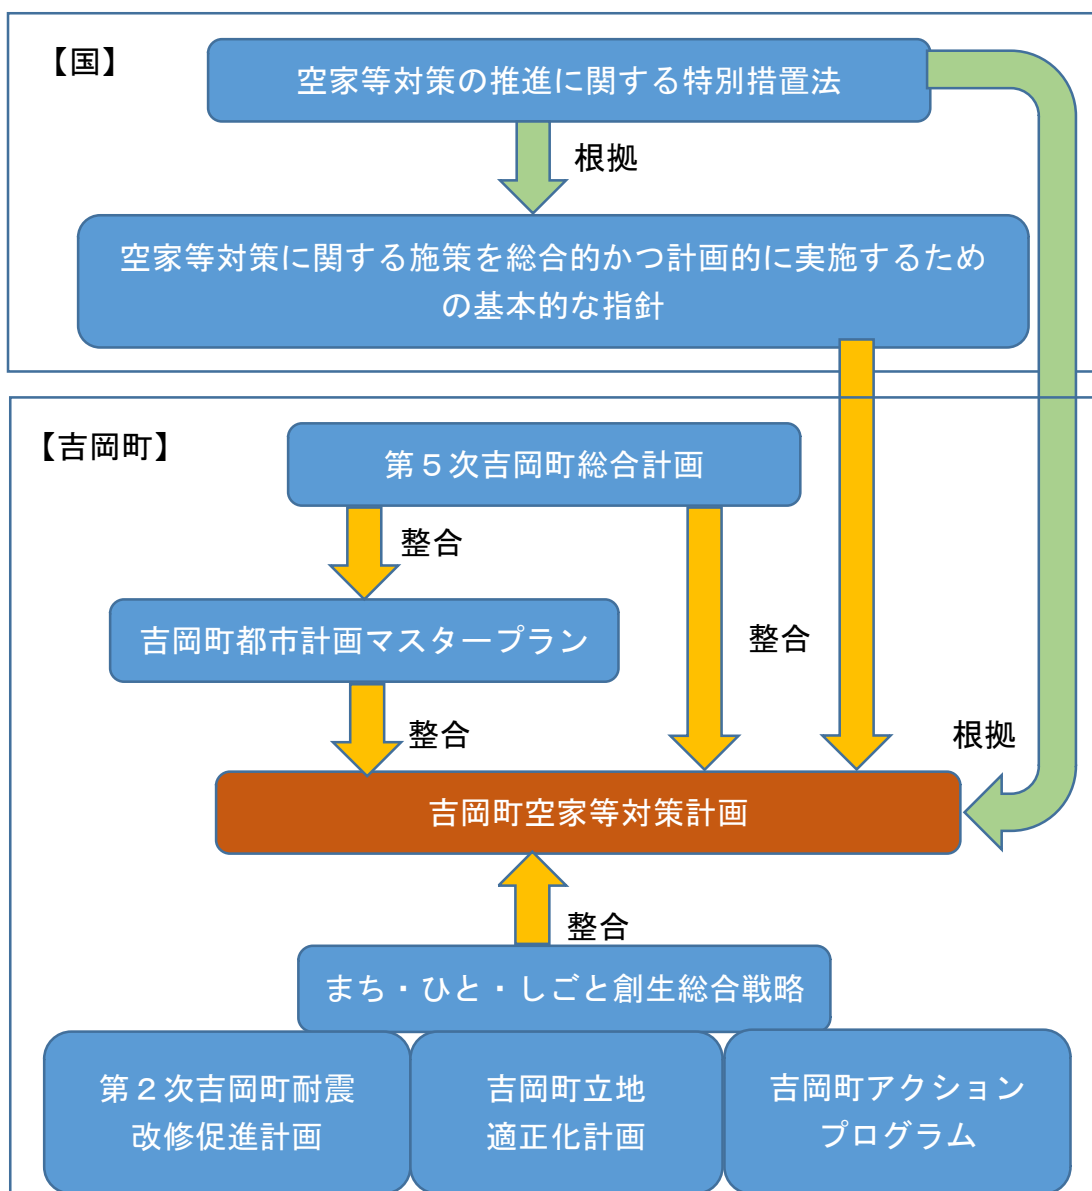 【国】
空家等対策の推進に関する特別措置法
根拠
空家等対策に関する施策を総合的かつ計画的に実施するため
の基本的な指針
【吉岡町】
第５次吉岡町総合計画
整合
吉岡町都市計画マスタープラン
整合
整合
根拠
吉岡町空家等対策計画
整合
まち・ひと・しごと創生総合戦略
第２次吉岡町耐震
改修促進計画
吉岡町立地
適正化計画
吉岡町アクション
プログラム